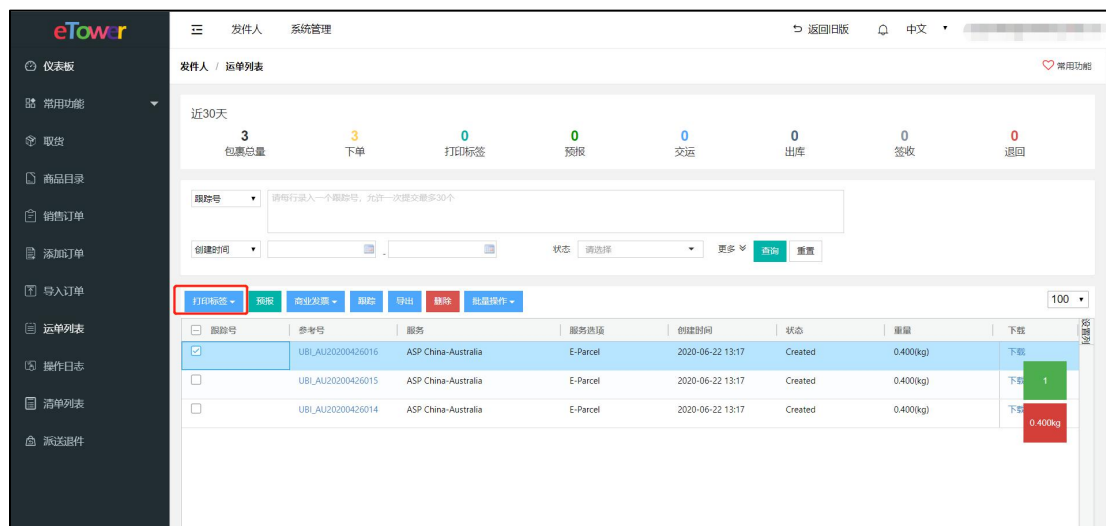 eTower
发件人 系统管理 返回旧版 中文
仪表板
常用功能
取货
商品目录
销售订单
添加订单
导入订单
运单列表
操作日志
清单列表
派送退件
发件人 / 运单列表 常用功能
近30天
3 3 0 0 0 0 0 0
包裹总量 下单 打印标签 预报 交运 出库 签收 退回
跟踪号 请每行录入一个跟踪号，允许一次提交最多30个
创建时间 - 状态 请选择 更多 查询 重置
打印标签 预报 商业发票 跟踪 导出 删除 批量操作 100
跟踪号 参考号 服务 服务选项 创建时间 状态 重量 下载 设置列
UBI_AU20200426016 ASP China-Australia E-Parcel 2020-06-22 13:17 Created 0.400(kg) 下载
UBI_AU20200426015 ASP China-Australia E-Parcel 2020-06-22 13:17 Created 0.400(kg) 下载 1
UBI_AU20200426014 ASP China-Australia E-Parcel 2020-06-22 13:17 Created 0.400(kg) 下载 0.400kg